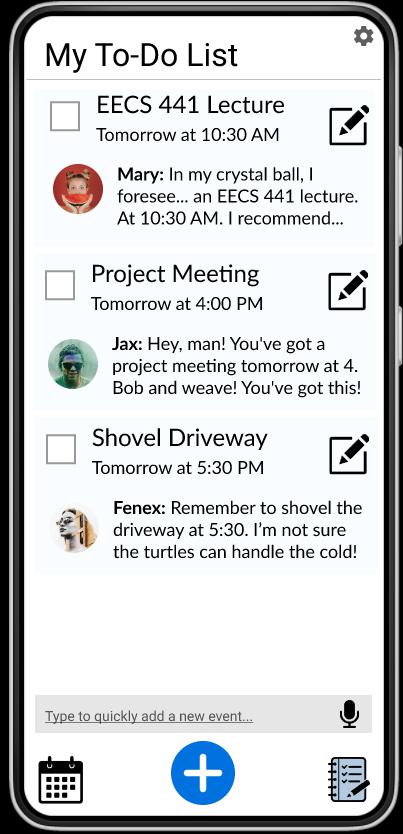 My To-Do List
EECS 441 Lecture
Tomorrow at 10:30 AM
Mary: In my crystal ball, I
foresee... an EECS 441 lecture.
At 10:30 AM. I recommend...
Project Meeting
Tomorrow at 4:00 PM
Jax: Hey, man! You've got a
project meeting tomorrow at 4.
Bob and weave! You've got this!
Shovel Driveway
Tomorrow at 5:30 PM
Fenex: Remember to shovel the
driveway at 5:30. I’m not sure
the turtles can handle the cold!
Type to quickly add a new event...